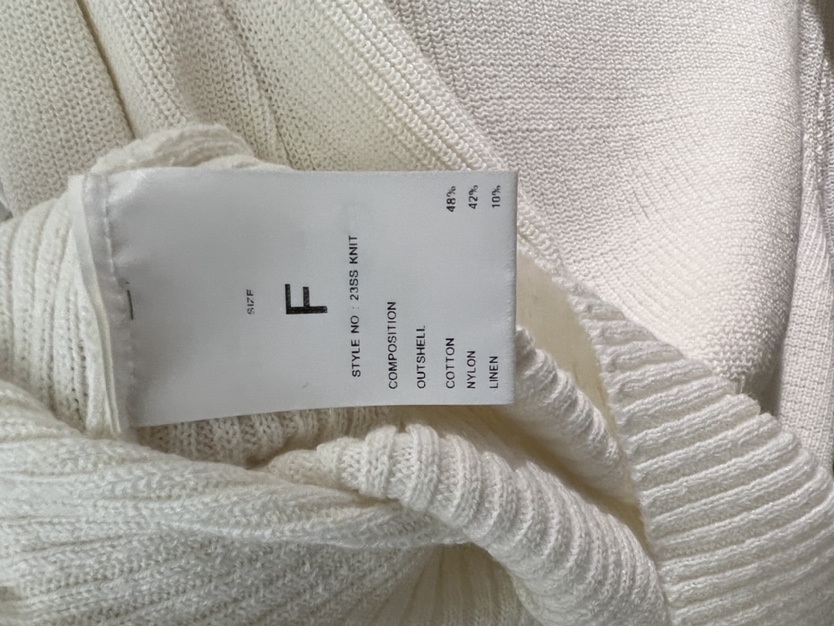 SIZE
F
STYLE NO : 23SS KNIT
COMPOSITION
OUTSHELL
COTTON 48%
NYLON 42%
LINEN 10%